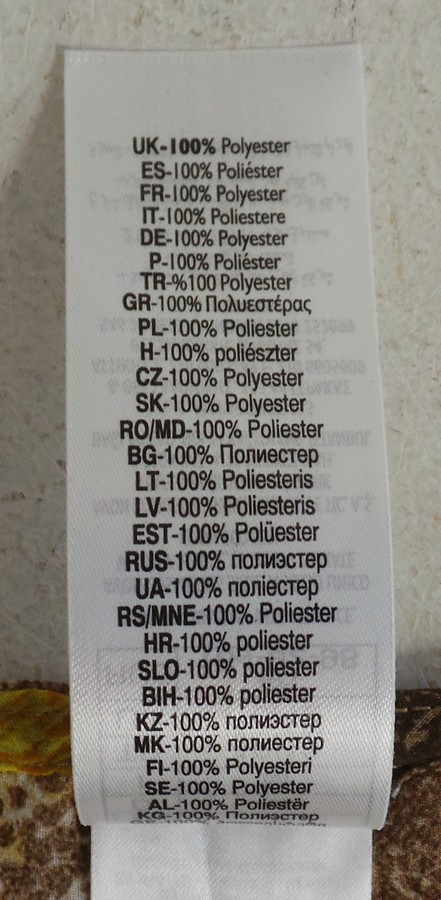 UK-100% Polyester
ES-100% Poliéster
FR-100% Polyester
IT-100% Poliestere
DE-100% Polyester
P-100% Poliéster
TR-%100 Polyester
GR-100% Πολυεστέρας
PL-100% Poliester
H-100% poliészter
CZ-100% Polyester
SK-100% Polyester
RO/MD-100% Poliester
BG-100% Полиестер
LT-100% Poliesteris
LV-100% Poliesteris
EST-100% Polüester
RUS-100% полиэстер
UA-100% поліестер
RS/MNE-100% Poliester
HR-100% poliester
SLO-100% poliester
BIH-100% poliester
KZ-100% полиэстер
MK-100% полиестер
FI-100% Polyesteri
SE-100% Polyester
AL-100% Poliestër
KG-100% Полиэстер